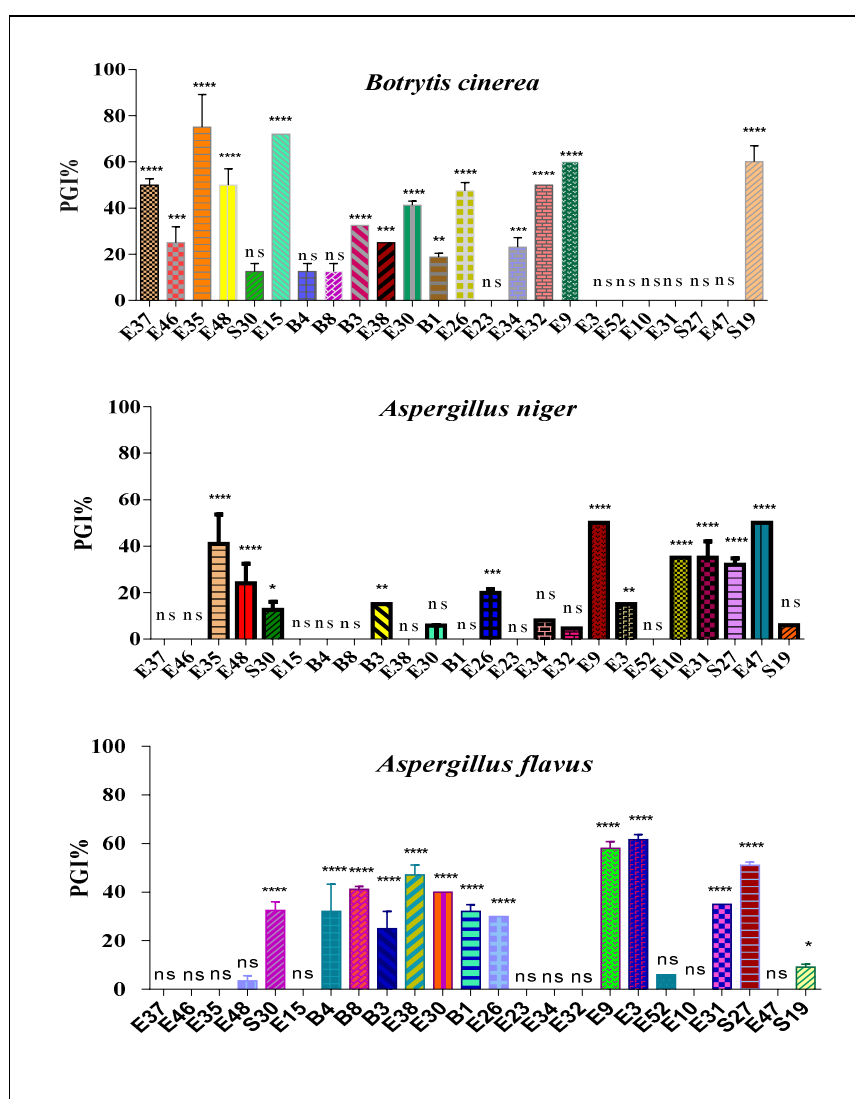 Botrytis cinerea
PGI%
100
80
60
40
20
0
**** *** **** **** ns **** ns ns **** *** **** ** **** ns *** **** **** ns ns ns ns ns ns ****
E37 E46 E35 E48 S30 E15 B4 B8 B3 E38 E30 B1 E26 E23 E34 E32 E9 E3 E52 E10 E31 S27 E47 S19
Aspergillus niger
PGI%
100
80
60
40
20
0
ns ns **** **** * ns ns ns ** ns ns ns *** ns ns ns **** ** ns **** **** **** **** ns
E37 E46 E35 E48 S30 E15 B4 B8 B3 E38 E30 B1 E26 E23 E34 E32 E9 E3 E52 E10 E31 S27 E47 S19
Aspergillus flavus
PGI%
100
80
60
40
20
0
ns ns ns ns **** ns **** **** **** **** **** **** **** ns ns ns **** **** ns ns **** **** ns *
E37 E46 E35 E48 S30 E15 B4 B8 B3 E38 E30 B1 E26 E23 E34 E32 E9 E3 E52 E10 E31 S27 E47 S19